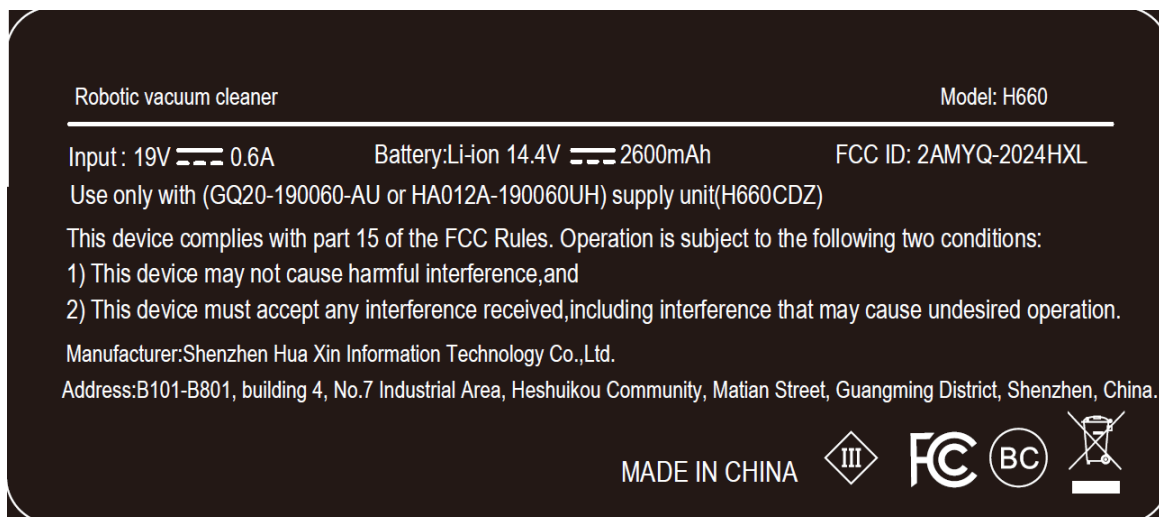 Robotic vacuum cleaner Model: H660
Input : 19V ⎓ 0.6A Battery:Li-ion 14.4V ⎓ 2600mAh FCC ID: 2AMYQ-2024HXL
Use only with (GQ20-190060-AU or HA012A-190060UH) supply unit(H660CDZ)
This device complies with part 15 of the FCC Rules. Operation is subject to the following two conditions:
1) This device may not cause harmful interference,and
2) This device must accept any interference received,including interference that may cause undesired operation.
Manufacturer:Shenzhen Hua Xin Information Technology Co.,Ltd.
Address:B101-B801, building 4, No.7 Industrial Area, Heshuikou Community, Matian Street, Guangming District, Shenzhen, China.
MADE IN CHINA III FC BC